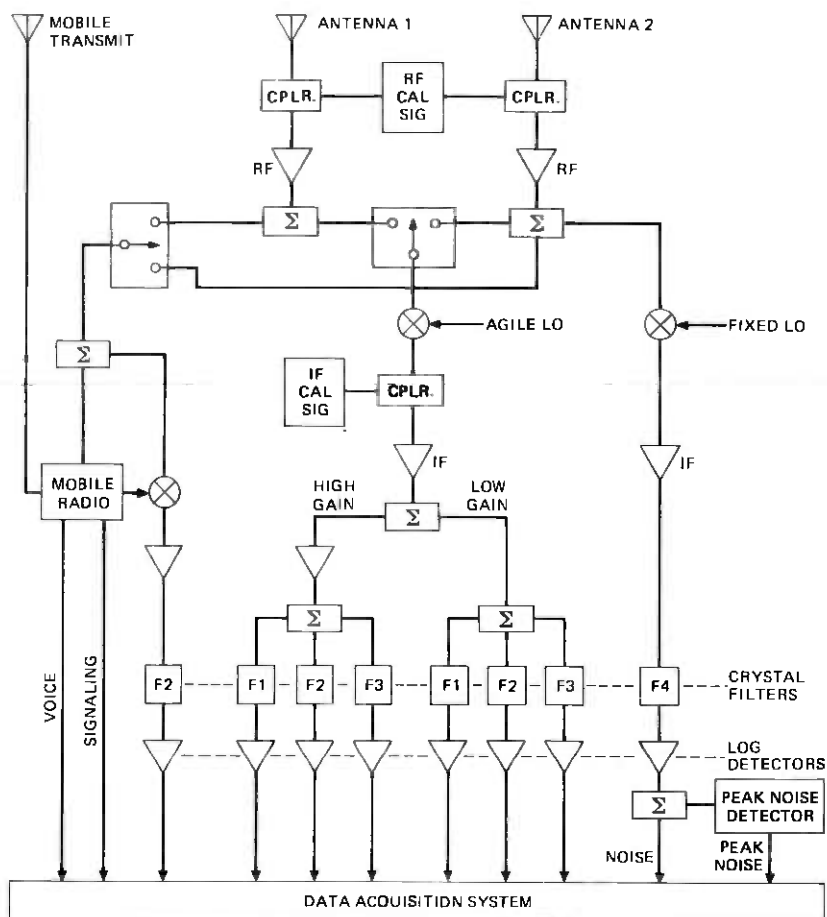 MOBILE
TRANSMIT
ANTENNA 1
ANTENNA 2
CPLR.
RF
CAL
SIG
CPLR.
RF
RF
Σ
Σ
AGILE LO
FIXED LO
Σ
IF
CAL
SIG
CPLR.
IF
IF
MOBILE
RADIO
HIGH
GAIN
LOW
GAIN
Σ
Σ
Σ
VOICE
SIGNALING
F2
F1
F2
F3
F1
F2
F3
F4
CRYSTAL
FILTERS
LOG
DETECTORS
Σ
PEAK NOISE
DETECTOR
NOISE
PEAK
NOISE
DATA ACQUISITION SYSTEM